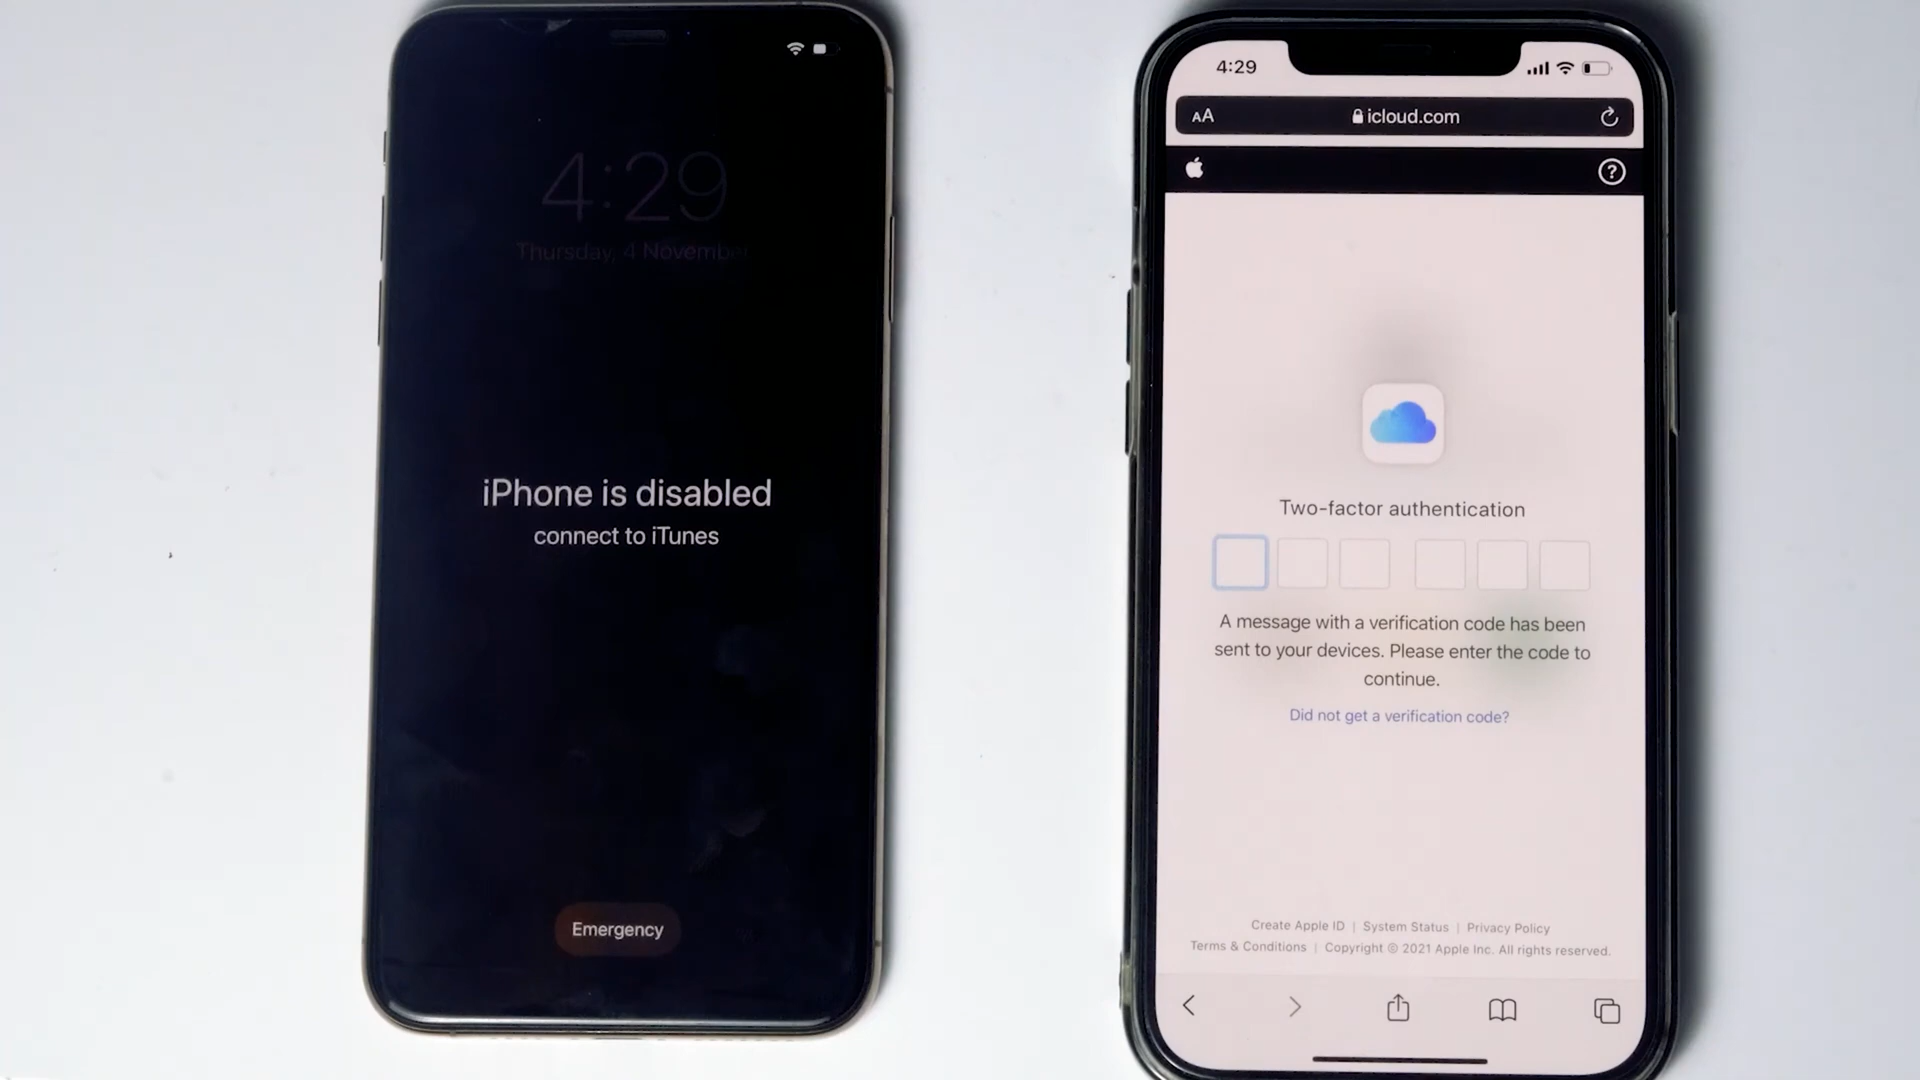 4:29
Thursday, 4 November
iPhone is disabled
connect to iTunes
Emergency
4:29
AA
icloud.com
?
Two-factor authentication
A message with a verification code has been
sent to your devices. Please enter the code to
continue.
Did not get a verification code?
Create Apple ID | System Status | Privacy Policy
Terms & Conditions | Copyright © 2021 Apple Inc. All rights reserved.